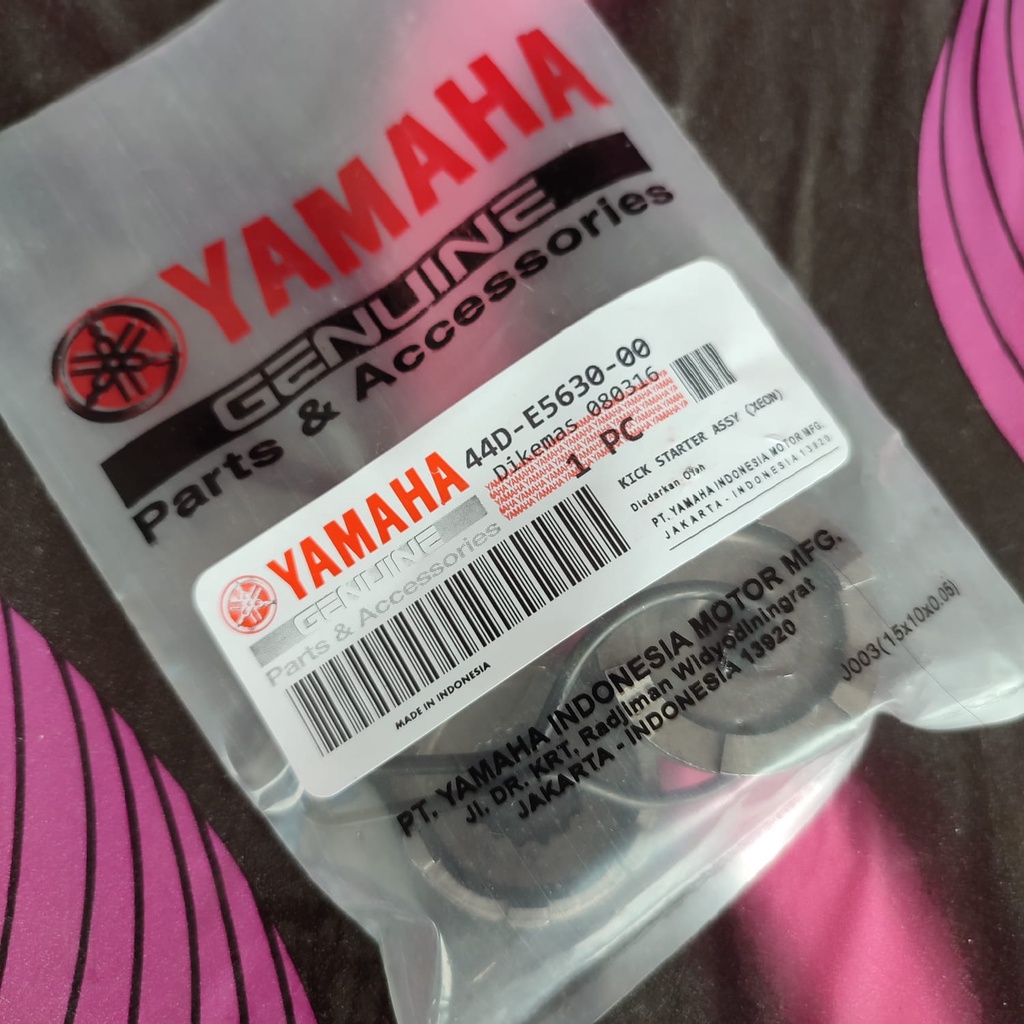 YAMAHA
GENUINE
Parts & Accessories
YAMAHA
GENUINE
Parts & Accessories
44D-E5630-00
Dikemas 080316
1 PC
KICK STARTER ASSY (XEON)
Diedarkan Oleh
PT. YAMAHA INDONESIA MOTOR MFG.
JAKARTA - INDONESIA 13920
MADE IN INDONESIA
PT. YAMAHA INDONESIA MOTOR MFG.
Jl. DR. KRT. Radjiman Widyodiningrat
JAKARTA - INDONESIA 13920
J003(15x10x0.05)